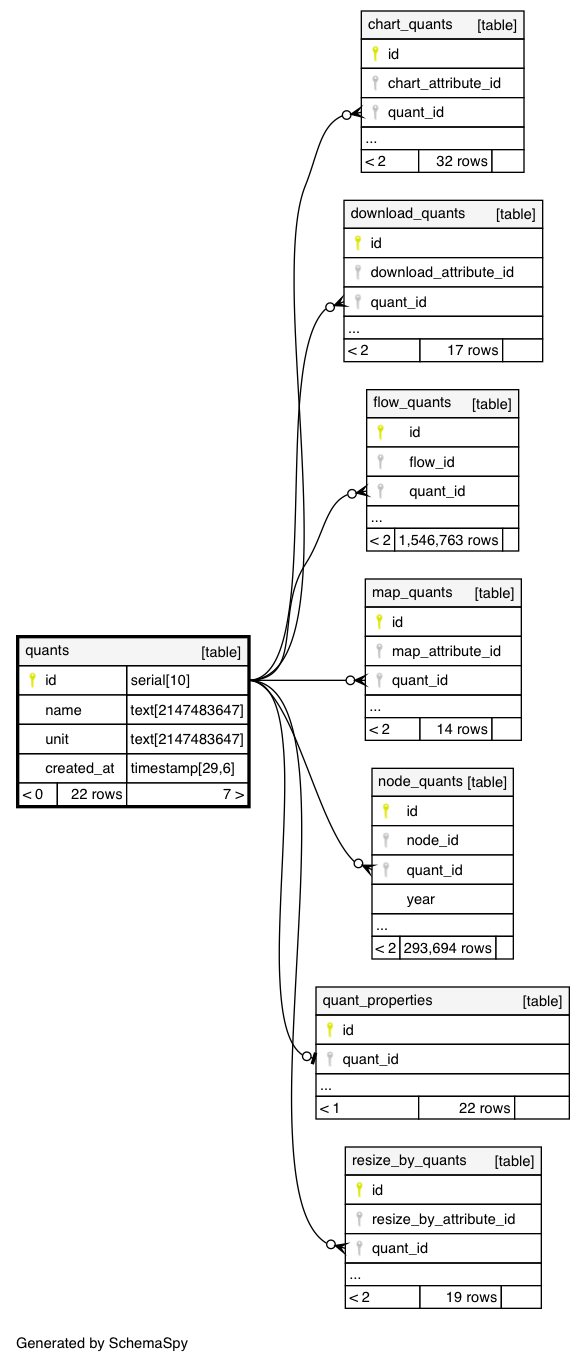 chart_quants [table]
id
chart_attribute_id
quant_id
...
< 2 32 rows
download_quants [table]
id
download_attribute_id
quant_id
...
< 2 17 rows
flow_quants [table]
id
flow_id
quant_id
...
< 2 1,546,763 rows
map_quants [table]
id
map_attribute_id
quant_id
...
< 2 14 rows
quants [table]
id serial[10]
name text[2147483647]
unit text[2147483647]
created_at timestamp[29,6]
< 0 22 rows 7 >
node_quants [table]
id
node_id
quant_id
year
...
< 2 293,694 rows
quant_properties [table]
id
quant_id
...
< 1 22 rows
resize_by_quants [table]
id
resize_by_attribute_id
quant_id
...
< 2 19 rows
Generated by SchemaSpy